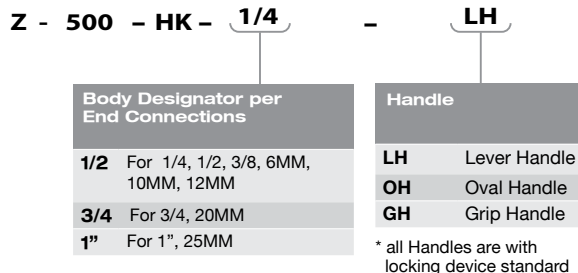 Z - 500 – HK – 1/4 – LH
Body Designator per
End Connections
1/2 For 1/4, 1/2, 3/8, 6MM,
10MM, 12MM
3/4 For 3/4, 20MM
1" For 1", 25MM
Handle
LH Lever Handle
OH Oval Handle
GH Grip Handle
* all Handles are with
locking device standard